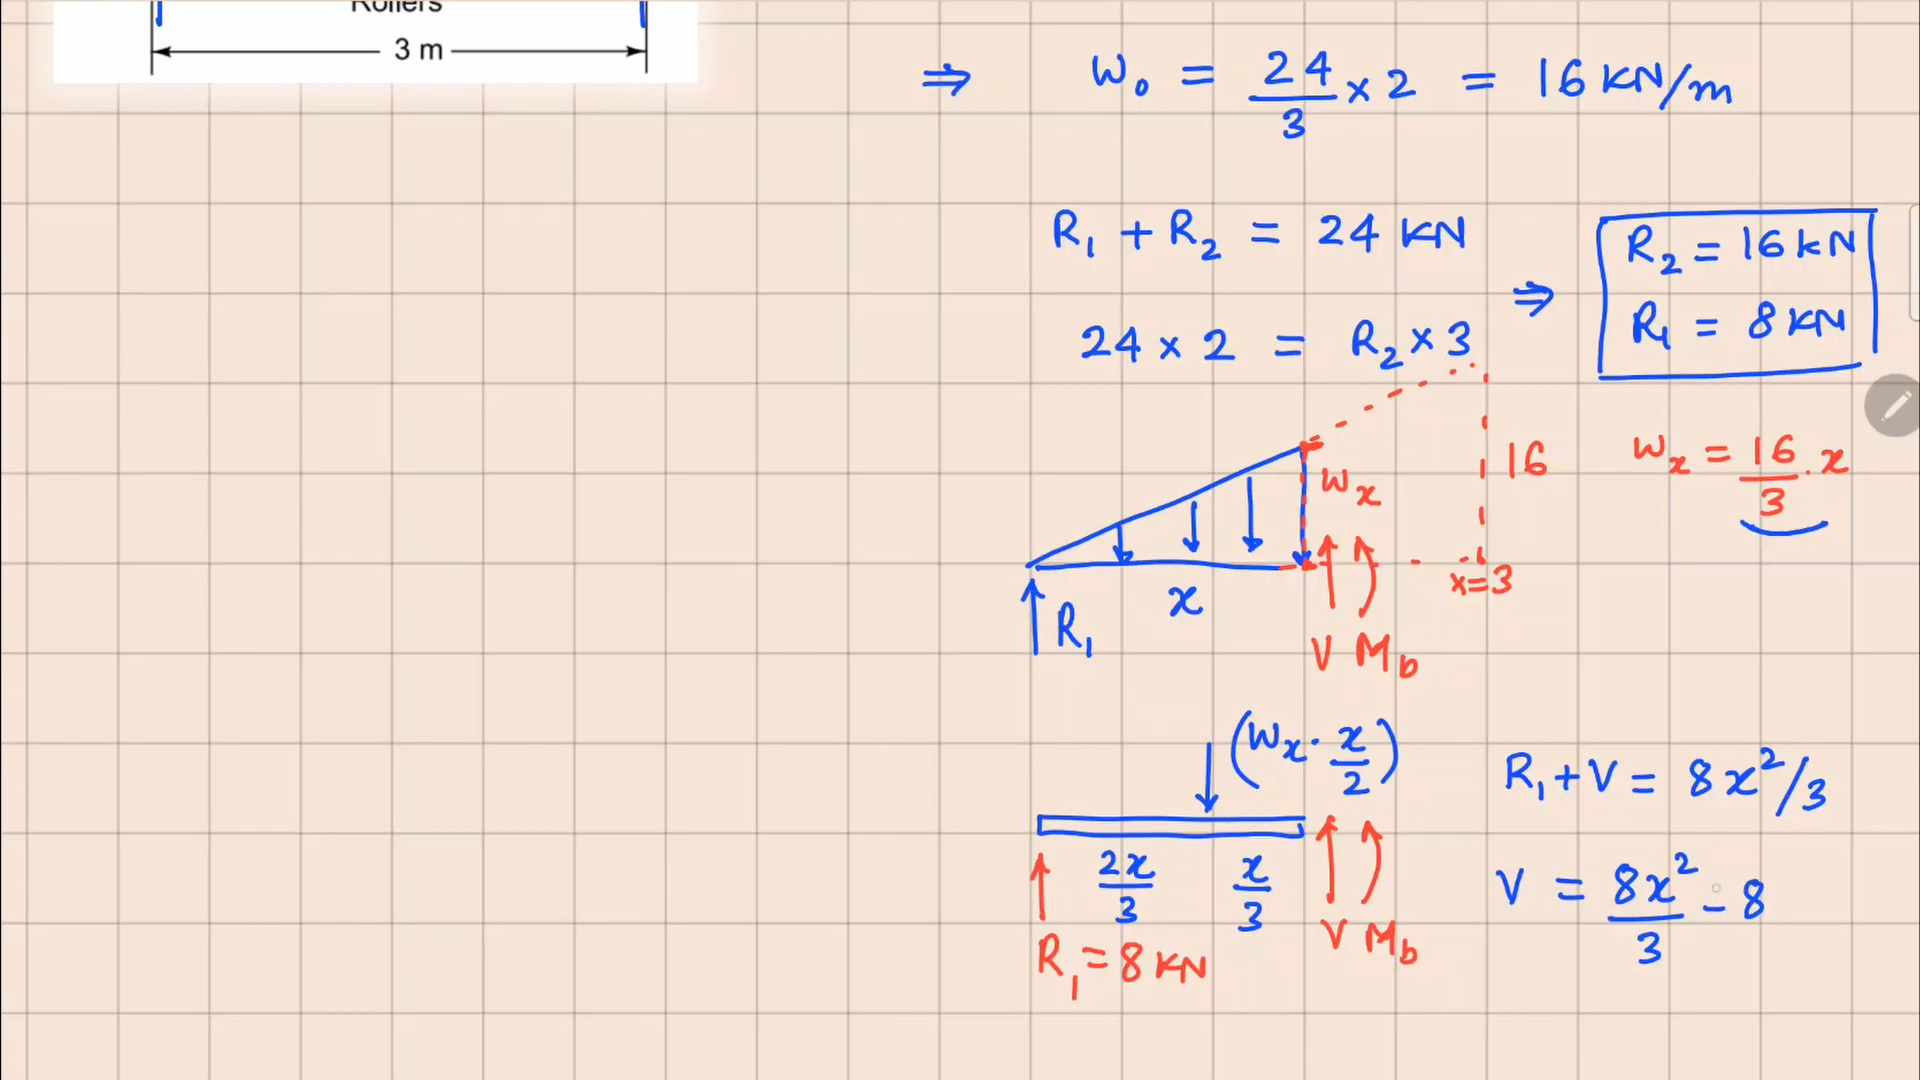 Rollers
3 m
⇒ W₀ = 24/3 × 2 = 16 KN/m
R₁ + R₂ = 24 KN
24 × 2 = R₂ × 3
⇒ R₂ = 16 KN
R₁ = 8 KN
Wx = 16/3 . x
16
Wx
x=3
x
R₁
V Mb
(Wx · x/2)
2x/3 x/3
V Mb
R₁ = 8 KN
R₁ + V = 8x²/3
V = 8x²/3 - 8